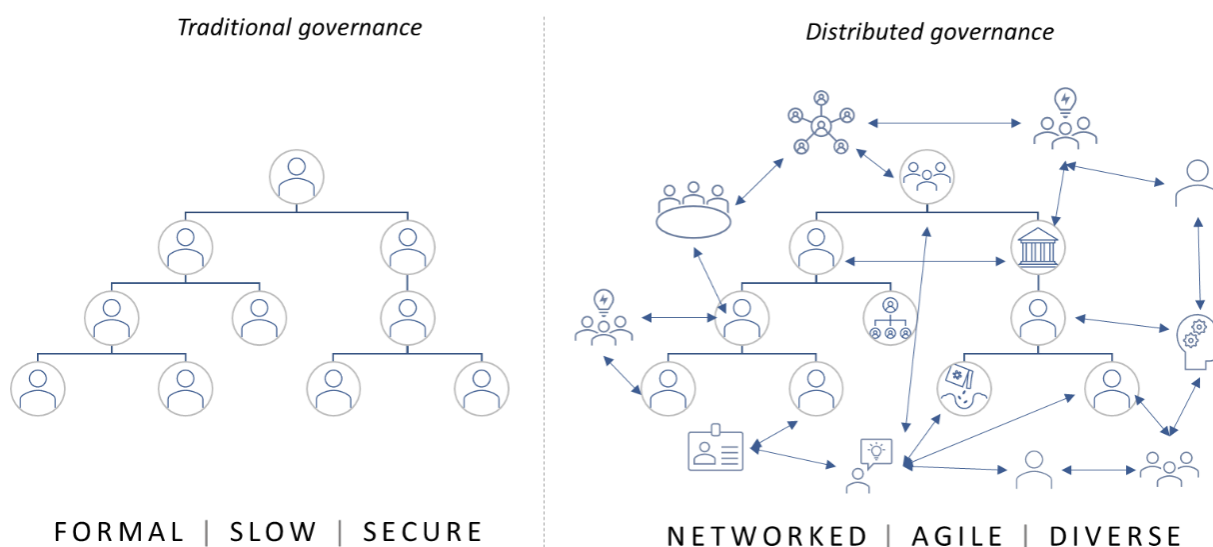 Traditional governance
Distributed governance
FORMAL | SLOW | SECURE
NETWORKED | AGILE | DIVERSE